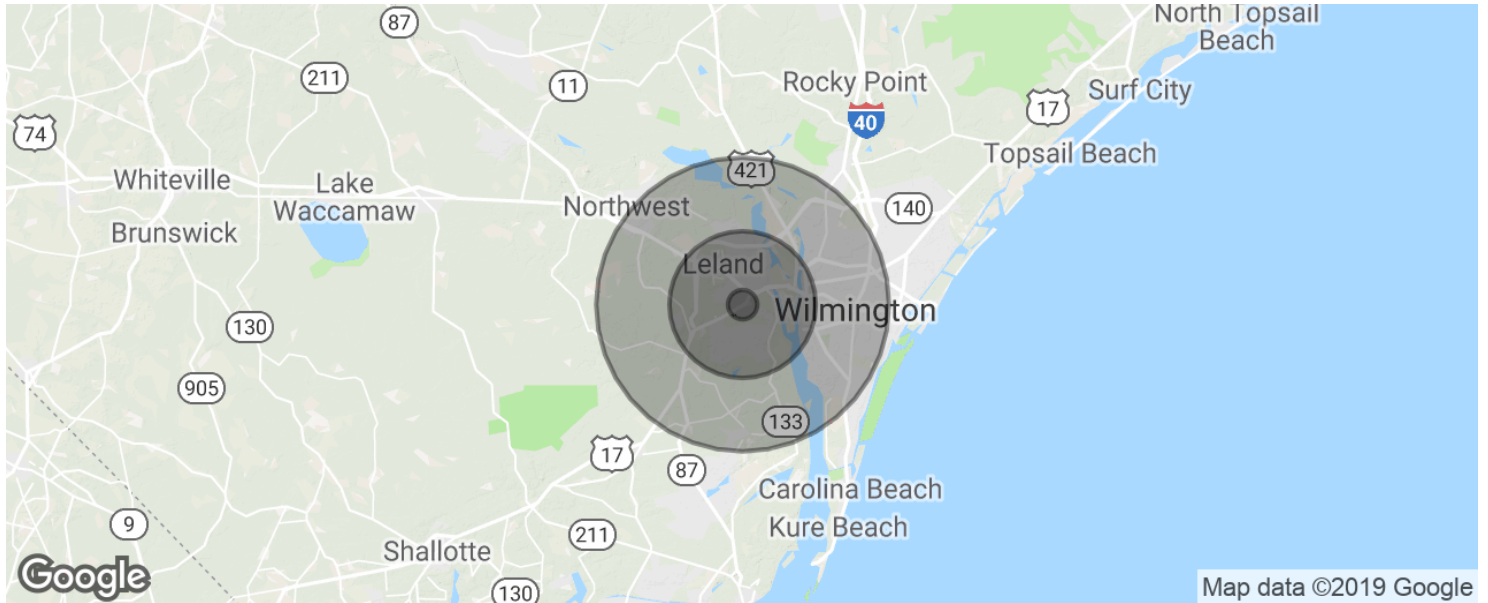 87
North Topsail
Beach
211
11
Rocky Point
Surf City
17
40
74
Topsail Beach
421
Whiteville
Lake
Waccamaw
Northwest
140
Brunswick
Leland
Wilmington
130
905
133
17
87
Carolina Beach
9
Kure Beach
211
Shallotte
Google
130
Map data ©2019 Google